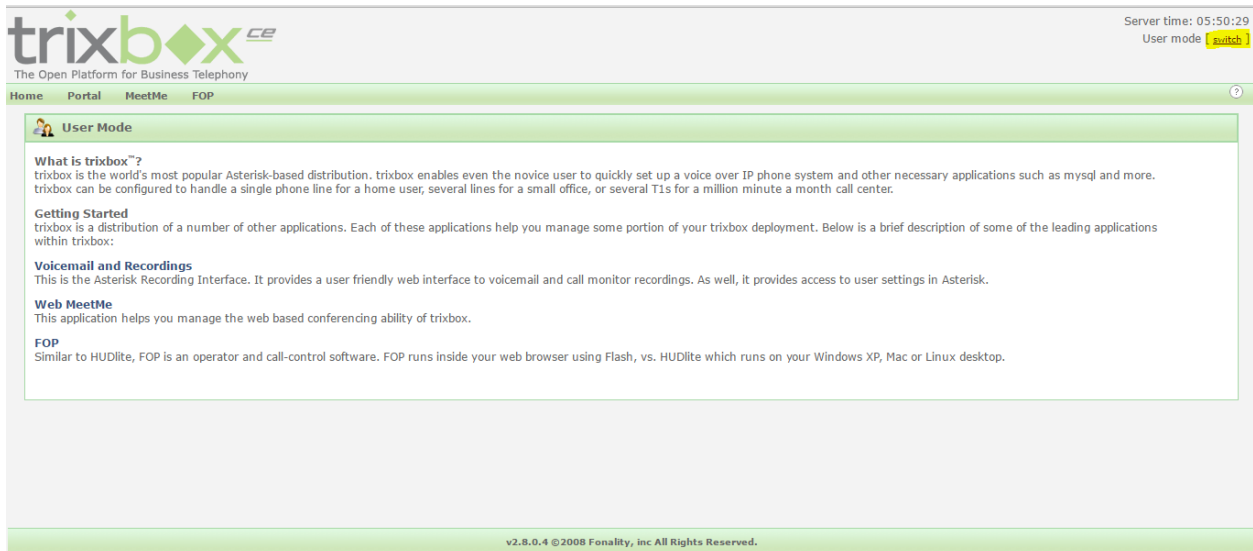 Server time: 05:50:29
User mode [ switch ]
trixbox CE
The Open Platform for Business Telephony
Home Portal MeetMe FOP ?
User Mode
What is trixbox™?
trixbox is the world's most popular Asterisk-based distribution. trixbox enables even the novice user to quickly set up a voice over IP phone system and other necessary applications such as mysql and more.
trixbox can be configured to handle a single phone line for a home user, several lines for a small office, or several T1s for a million minute a month call center.
Getting Started
trixbox is a distribution of a number of other applications. Each of these applications help you manage some portion of your trixbox deployment. Below is a brief description of some of the leading applications
within trixbox:
Voicemail and Recordings
This is the Asterisk Recording Interface. It provides a user friendly web interface to voicemail and call monitor recordings. As well, it provides access to user settings in Asterisk.
Web MeetMe
This application helps you manage the web based conferencing ability of trixbox.
FOP
Similar to HUDlite, FOP is an operator and call-control software. FOP runs inside your web browser using Flash, vs. HUDlite which runs on your Windows XP, Mac or Linux desktop.
v2.8.0.4 ©2008 Fonality, inc All Rights Reserved.